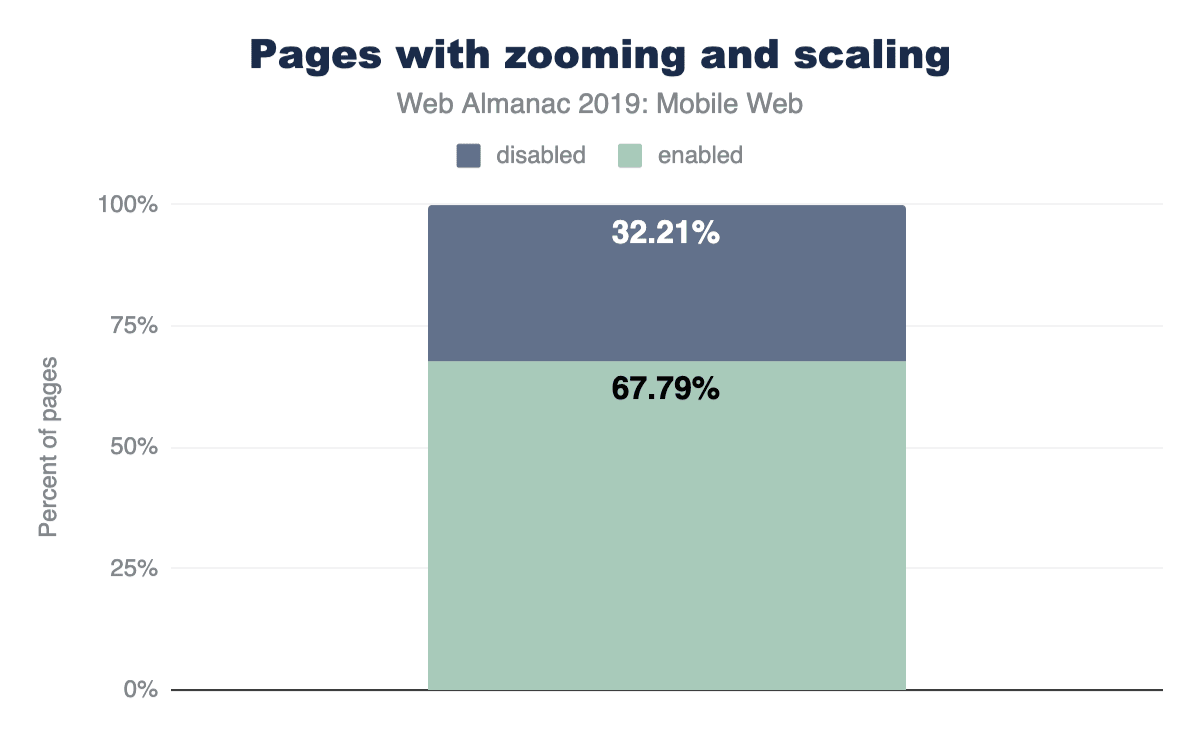 Pages with zooming and scaling
Web Almanac 2019: Mobile Web
disabled enabled
100%
75%
50%
25%
0%
Percent of pages
32.21%
67.79%